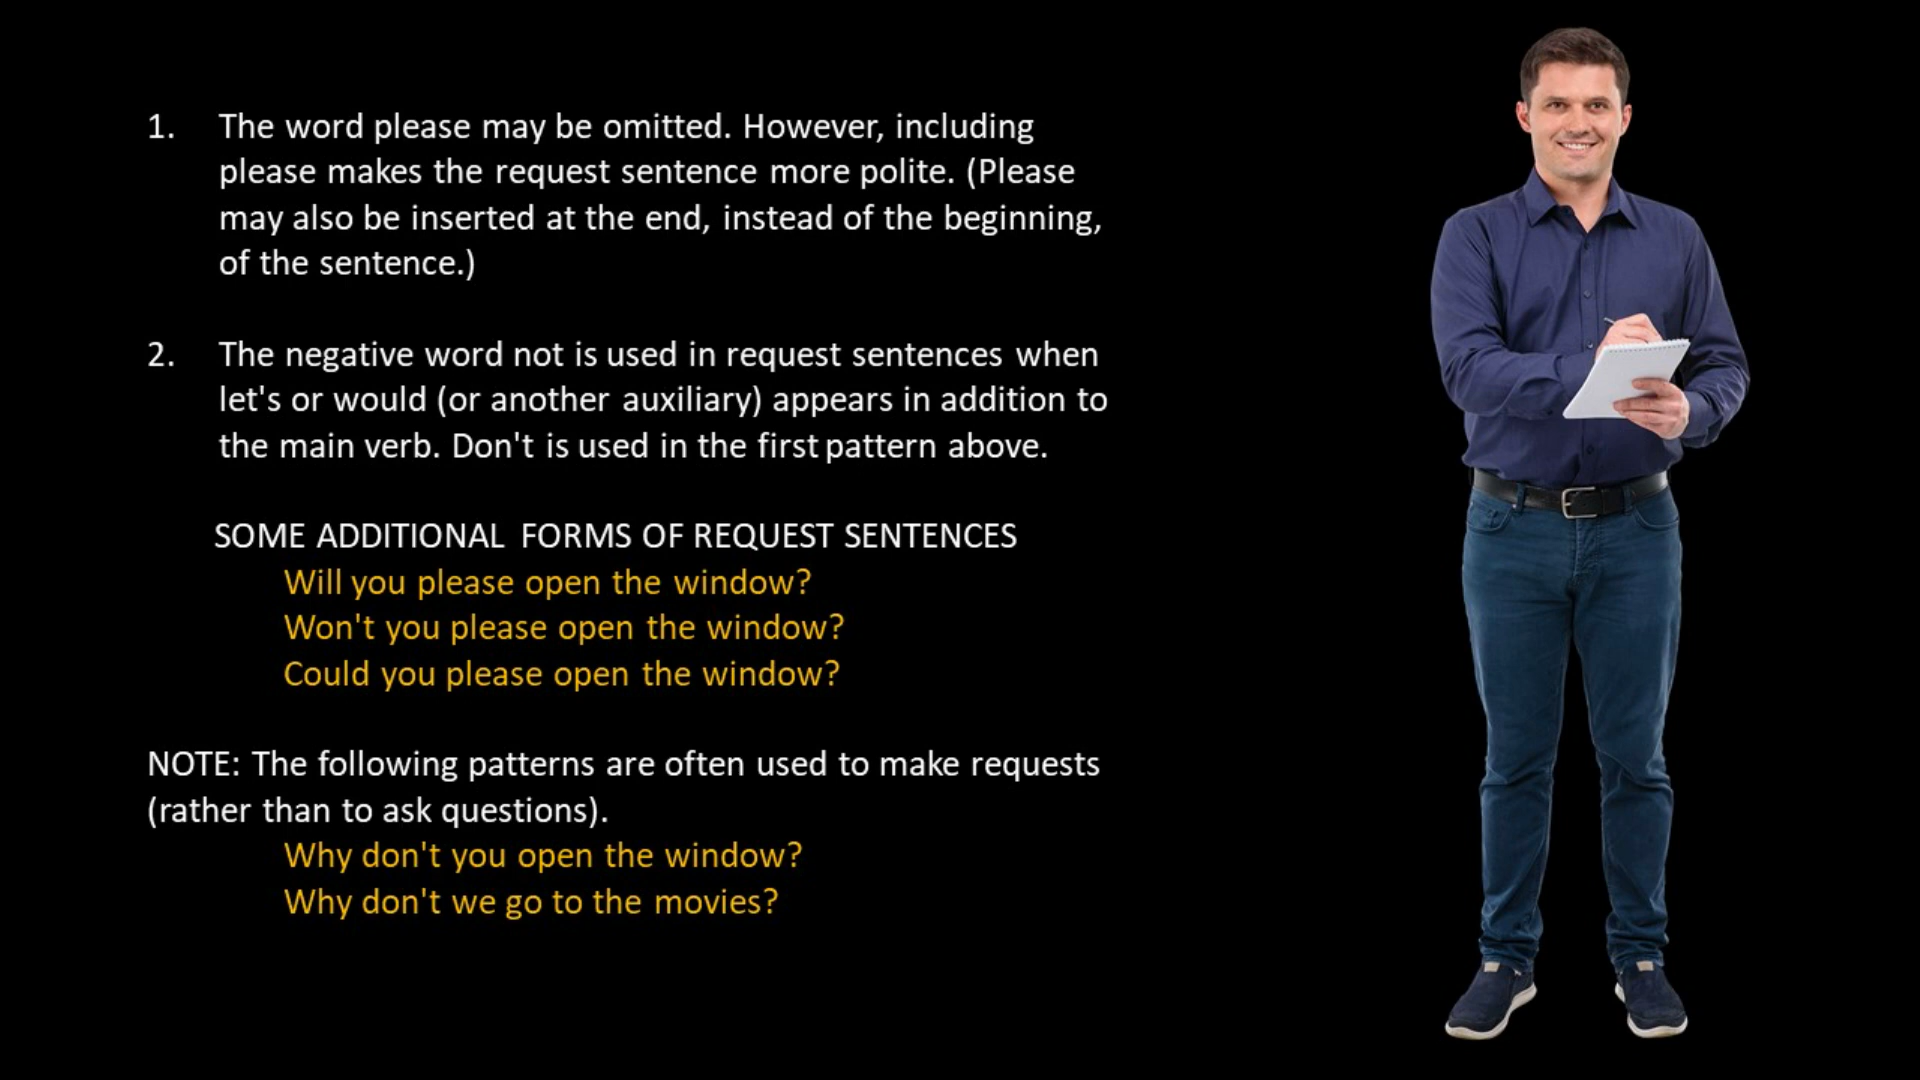 1. The word please may be omitted. However, including
please makes the request sentence more polite. (Please
may also be inserted at the end, instead of the beginning,
of the sentence.)
2. The negative word not is used in request sentences when
let's or would (or another auxiliary) appears in addition to
the main verb. Don't is used in the first pattern above.
SOME ADDITIONAL FORMS OF REQUEST SENTENCES
Will you please open the window?
Won't you please open the window?
Could you please open the window?
NOTE: The following patterns are often used to make requests
(rather than to ask questions).
Why don't you open the window?
Why don't we go to the movies?